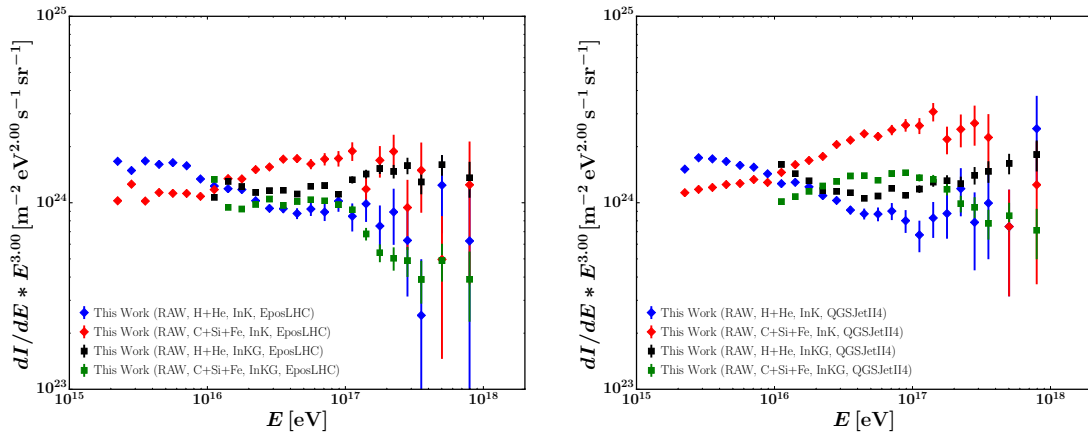 10^25
10^24
10^23
dI/dE * E^3.00 [m^−2 eV^2.00 s^−1 sr^−1]
This Work (RAW, H+He, InK, EposLHC)
This Work (RAW, C+Si+Fe, InK, EposLHC)
This Work (RAW, H+He, InKG, EposLHC)
This Work (RAW, C+Si+Fe, InKG, EposLHC)
10^15 10^16 10^17 10^18
E [eV]
10^25
10^24
10^23
dI/dE * E^3.00 [m^−2 eV^2.00 s^−1 sr^−1]
This Work (RAW, H+He, InK, QGSJetII4)
This Work (RAW, C+Si+Fe, InK, QGSJetII4)
This Work (RAW, H+He, InKG, QGSJetII4)
This Work (RAW, C+Si+Fe, InKG, QGSJetII4)
10^15 10^16 10^17 10^18
E [eV]